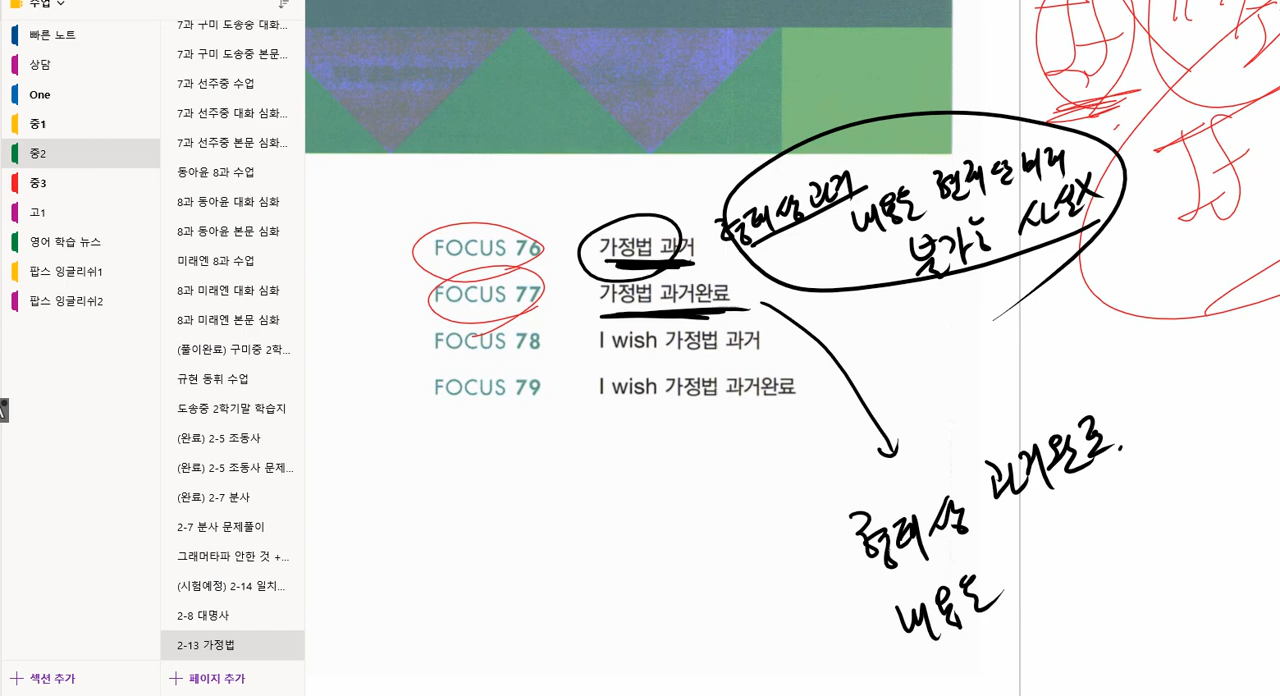 수업
빠른 노트
상담
One
중1
중2
중3
고1
영어 학습 뉴스
팝스 잉글리쉬1
팝스 잉글리쉬2
섹션 추가
7과 구미 도송중 대화...
7과 구미 도송중 본문...
7과 선주중 수업
7과 선주중 대화 심화...
7과 선주중 본문 심화...
동아윤 8과 수업
8과 동아윤 대화 심화
8과 동아윤 본문 심화
미래엔 8과 수업
8과 미래엔 대화 심화
8과 미래엔 본문 심화
(풀이완료) 구미중 2학...
규현 동휘 수업
도송중 2학기말 학습지
(완료) 2-5 조동사
(완료) 2-5 조동사 문제...
(완료) 2-7 분사
2-7 분사 문제풀이
그래머타파 안한 것 +...
(시험예정) 2-14 일치...
2-8 대명사
2-13 가정법
페이지 추가
FOCUS 76 가정법 과거
FOCUS 77 가정법 과거완료
FOCUS 78 I wish 가정법 과거
FOCUS 79 I wish 가정법 과거완료
형태상 과거 내용은 현재 or 미래
불가능 사실X
형태상 과거완료.
내용은